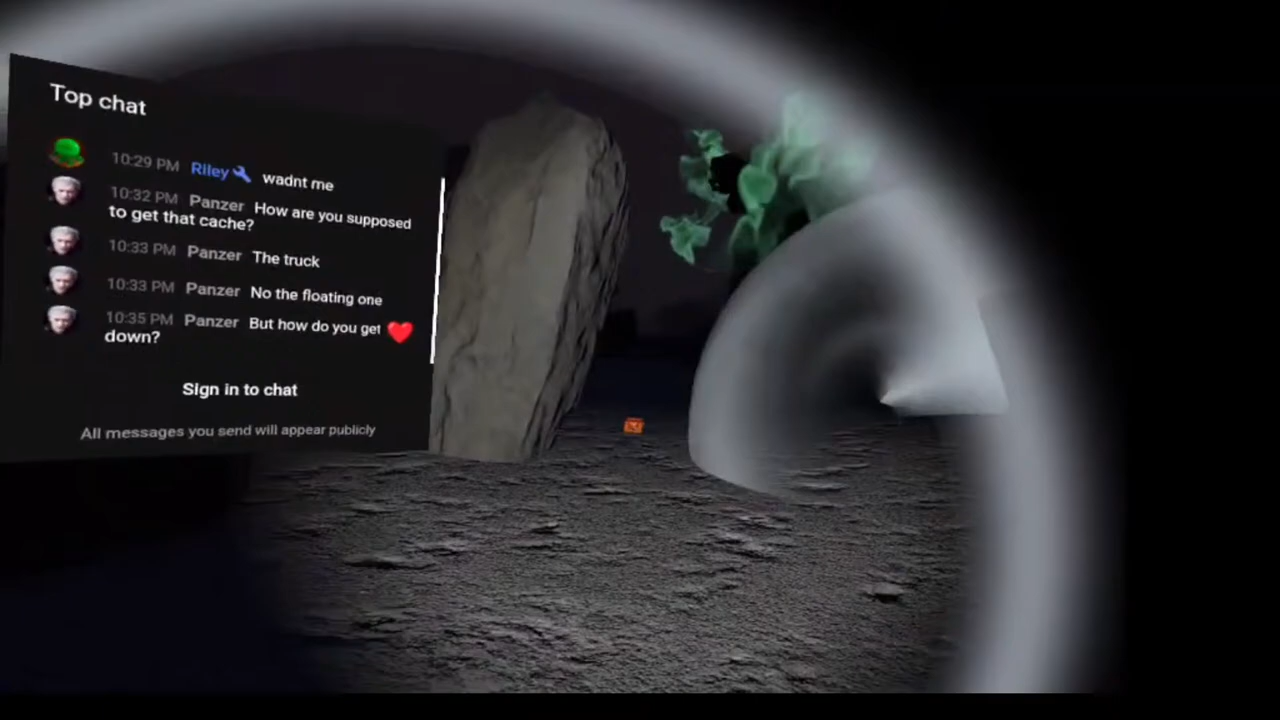 Top chat
10:29 PM Riley wadnt me
10:32 PM Panzer How are you supposed
to get that cache?
10:33 PM Panzer The truck
10:33 PM Panzer No the floating one
10:35 PM Panzer But how do you get
down?
Sign in to chat
All messages you send will appear publicly